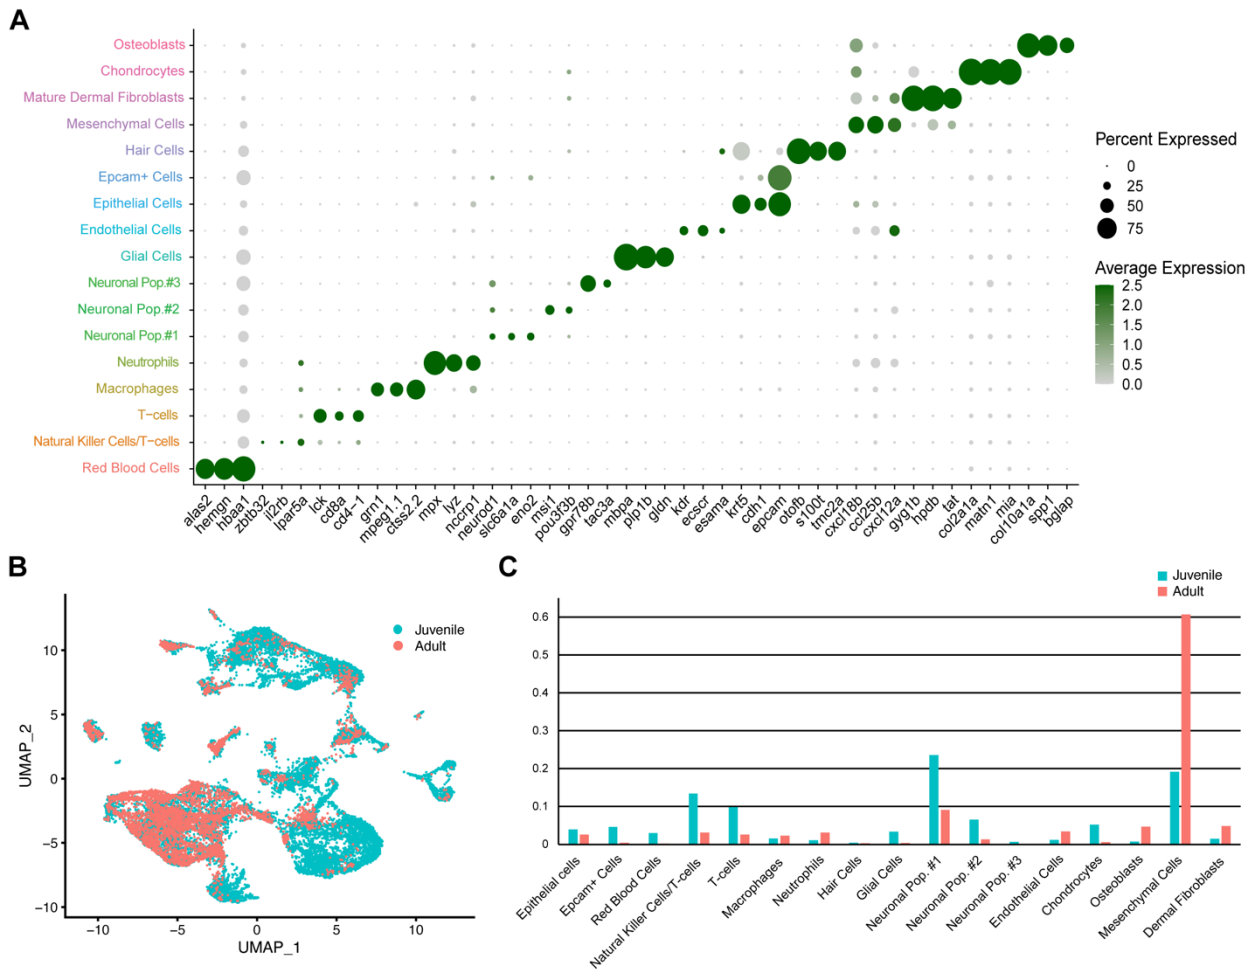 A
Osteoblasts
Chondrocytes
Mature Dermal Fibroblasts
Mesenchymal Cells
Hair Cells
Epcam+ Cells
Epithelial Cells
Endothelial Cells
Glial Cells
Neuronal Pop.#3
Neuronal Pop.#2
Neuronal Pop.#1
Neutrophils
Macrophages
T-cells
Natural Killer Cells/T-cells
Red Blood Cells
alas2
hemgn
hbaa1
zbtb32
il2rb
lpar5a
lck
cd8a
cd4-1
grn1
mpeg1.1
ctss2.2
mpx
lyz
nccrp1
neurod1
slc6a1a
eno2
msi1
pou3f3b
gpr78b
tac3a
mbpa
plp1b
gldn
kdr
ecscr
esama
krt5
cdh1
epcam
otofb
s100t
tmc2a
cxcl18b
ccl25b
cxcl12a
gyg1b
hpdb
tat
col2a1a
matn1
mia
col10a1a
spp1
bglap
Percent Expressed
0
25
50
75
Average Expression
2.5
2.0
1.5
1.0
0.5
0.0
B
Juvenile
Adult
UMAP_2
10
5
0
-5
-10
-10
-5
0
5
10
UMAP_1
C
Juvenile
Adult
0.6
0.5
0.4
0.3
0.2
0.1
0
Epithelial cells
Epcam+ Cells
Red Blood Cells
Natural Killer Cells/T-cells
T-cells
Macrophages
Neutrophils
Hair Cells
Glial Cells
Neuronal Pop. #1
Neuronal Pop. #2
Neuronal Pop. #3
Endothelial Cells
Chondrocytes
Osteoblasts
Mesenchymal Cells
Dermal Fibroblasts